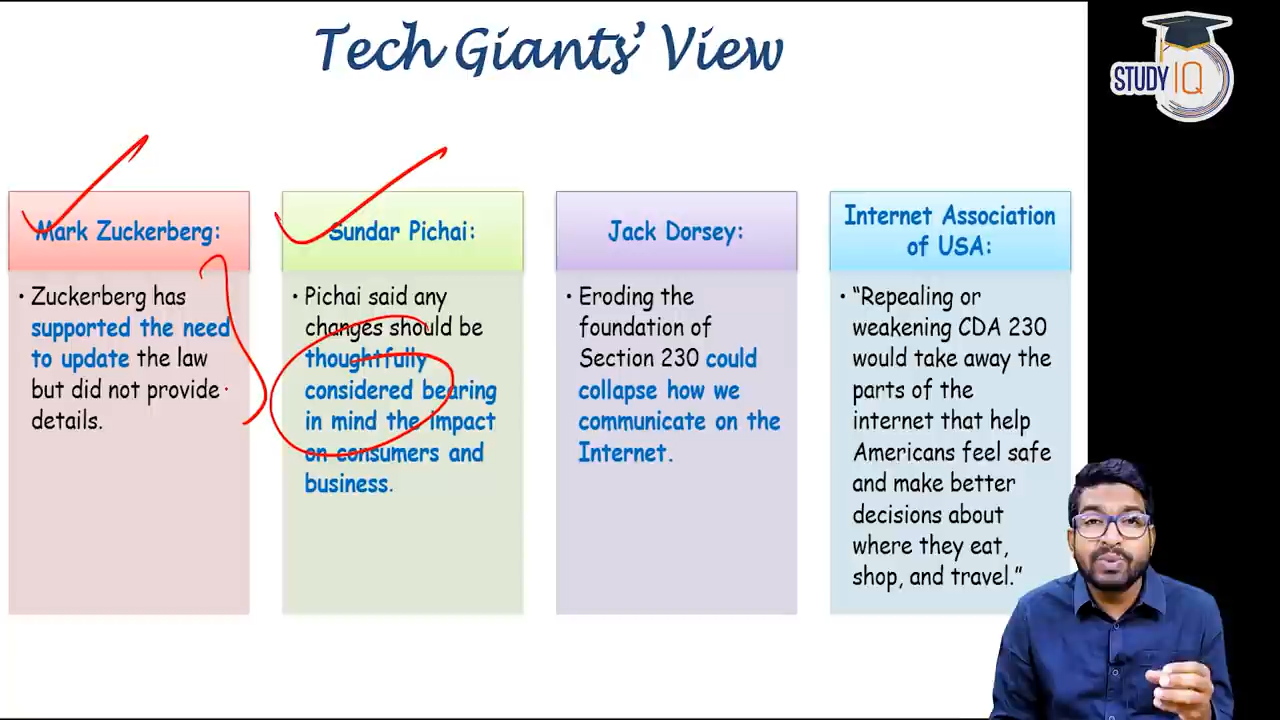 Tech Giants' View
STUDY IQ
Mark Zuckerberg:
• Zuckerberg has
supported the need
to update the law
but did not provide
details.
Sundar Pichai:
• Pichai said any
changes should be
thoughtfully
considered bearing
in mind the impact
on consumers and
business.
Jack Dorsey:
• Eroding the
foundation of
Section 230 could
collapse how we
communicate on the
Internet.
Internet Association
of USA:
• “Repealing or
weakening CDA 230
would take away the
parts of the
internet that help
Americans feel safe
and make better
decisions about
where they eat,
shop, and travel.”